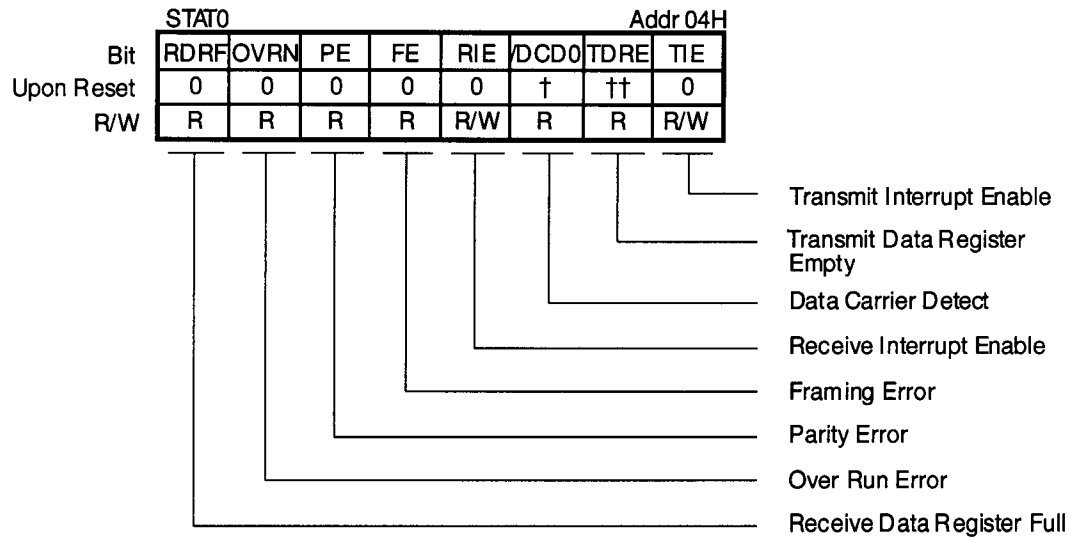 STAT0 Addr 04H
Bit RDRF OVRN PE FE RIE /DCD0 TDRE TIE
Upon Reset 0 0 0 0 0 † †† 0
R/W R R R R R/W R R R/W
Transmit Interrupt Enable
Transmit Data Register
Empty
Data Carrier Detect
Receive Interrupt Enable
Framing Error
Parity Error
Over Run Error
Receive Data Register Full